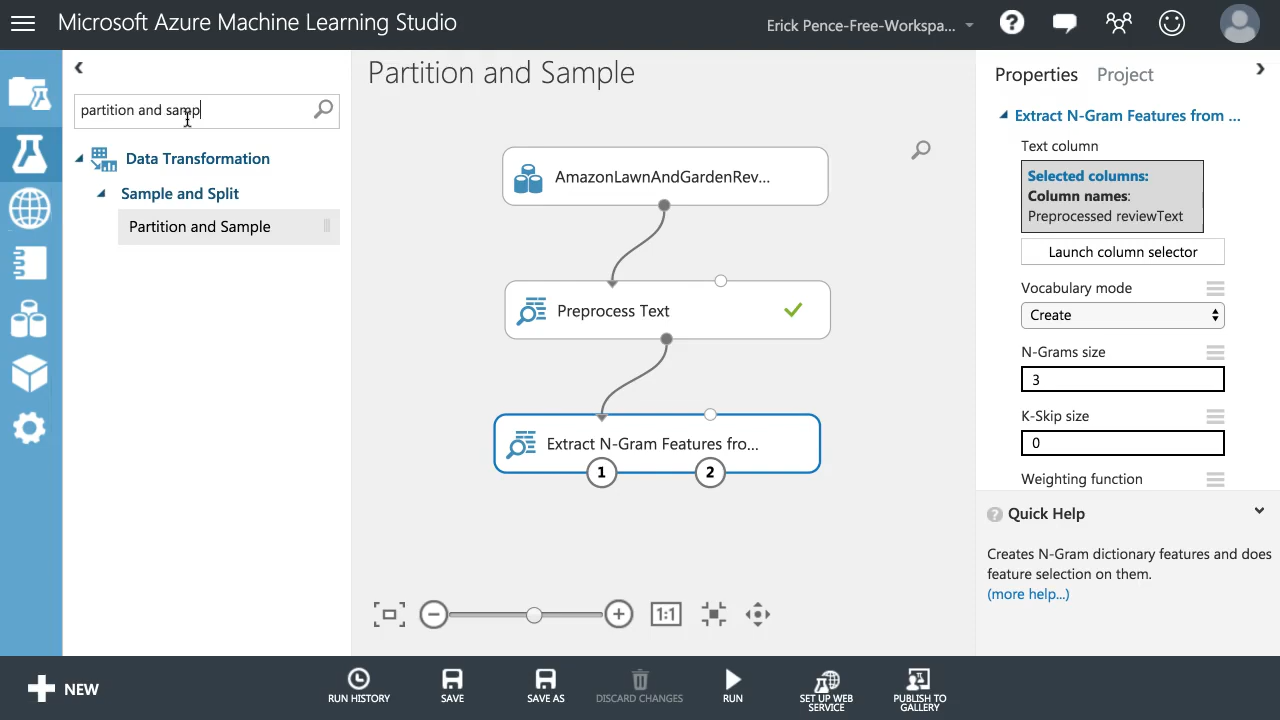 Microsoft Azure Machine Learning Studio
Erick Pence-Free-Workspa...
partition and samp
Data Transformation
Sample and Split
Partition and Sample
Partition and Sample
AmazonLawnAndGardenRev...
Preprocess Text
Extract N-Gram Features fro...
1
2
1:1
Properties
Project
Extract N-Gram Features from ...
Text column
Selected columns:
Column names:
Preprocessed reviewText
Launch column selector
Vocabulary mode
Create
N-Grams size
3
K-Skip size
0
Weighting function
? Quick Help
Creates N-Gram dictionary features and does
feature selection on them.
(more help...)
NEW
RUN HISTORY
SAVE
SAVE AS
DISCARD CHANGES
RUN
SET UP WEB
SERVICE
PUBLISH TO
GALLERY